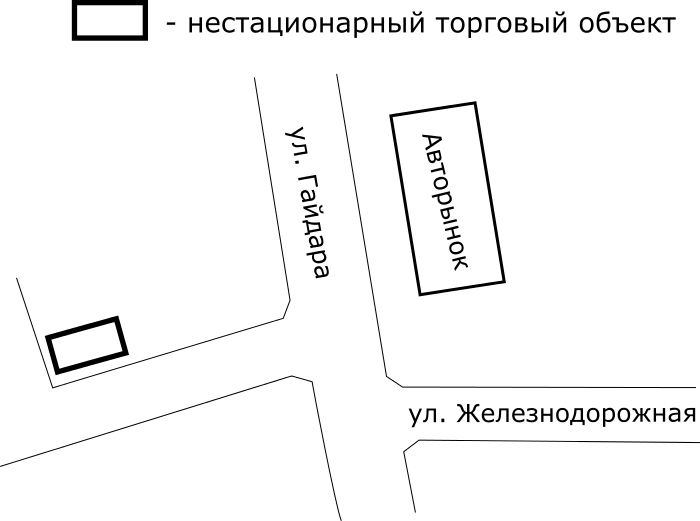 - нестационарный торговый объект
ул. Гайдара
Авторынок
ул. Железнодорожная